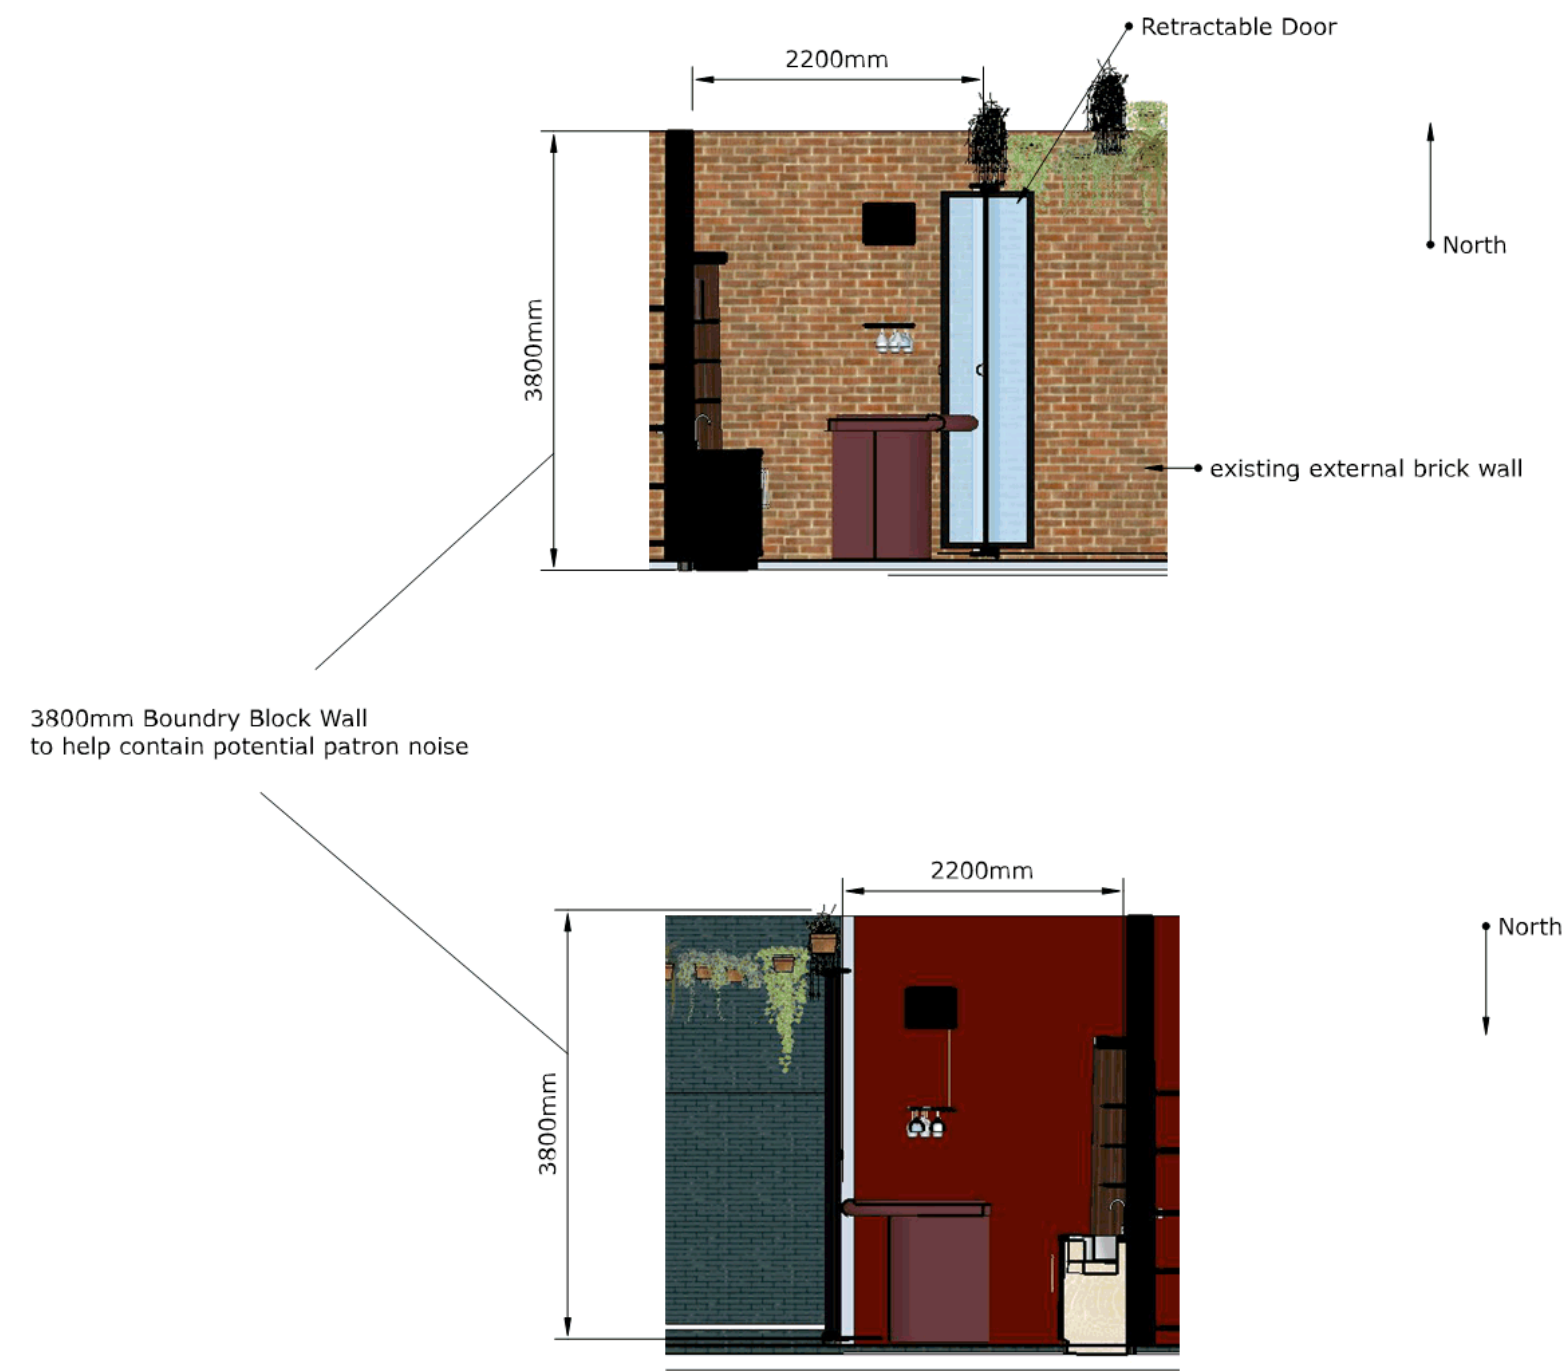 Retractable Door
2200mm
North
3800mm
existing external brick wall
3800mm Boundry Block Wall
to help contain potential patron noise
2200mm
North
3800mm